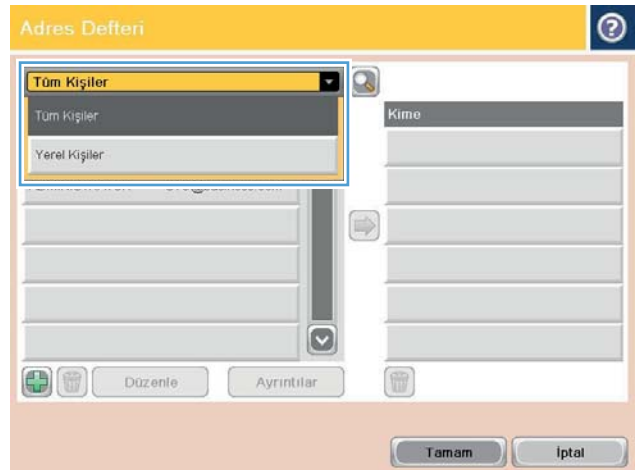 Adres Defteri
Tüm Kişiler
Tüm Kişiler
Yerel Kişiler
Kime
Düzenle
Ayrıntılar
Tamam
İptal